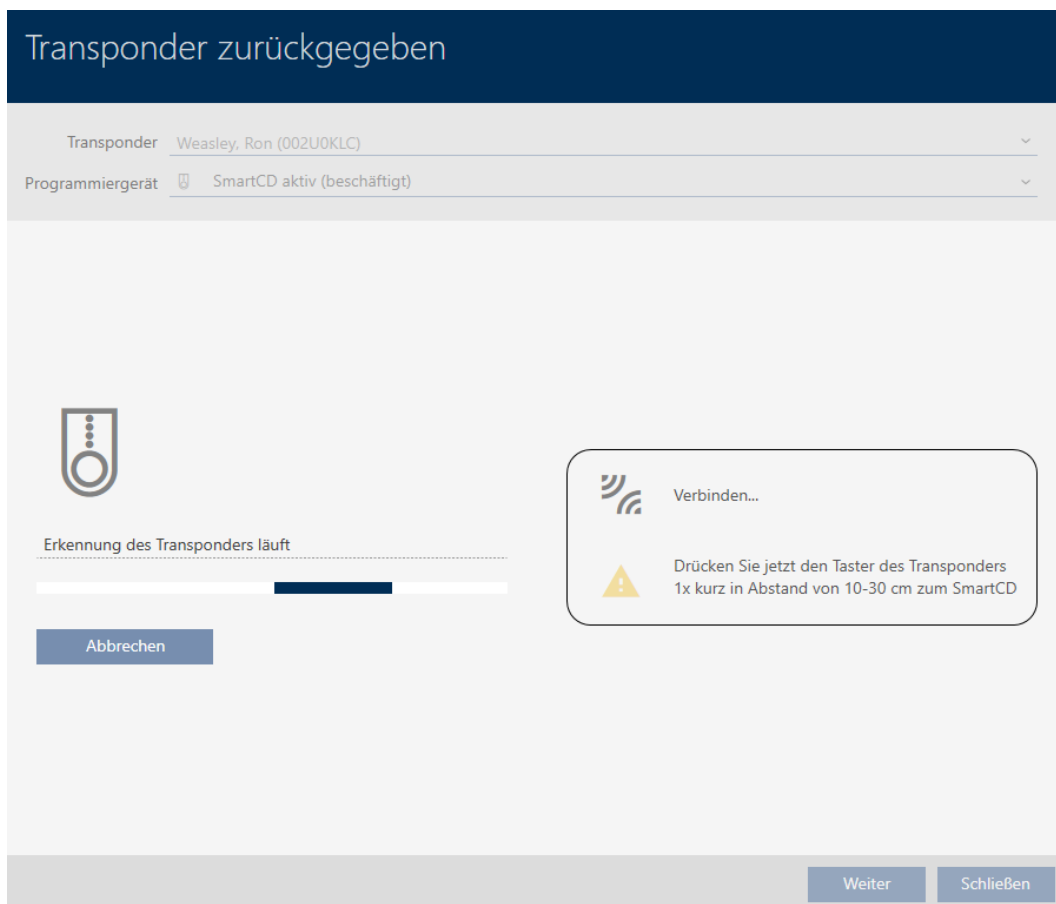 Transponder zurückgegeben
Transponder Weasley, Ron (002U0KLC)
Programmiergerät SmartCD aktiv (beschäftigt)
Verbinden...
Erkennung des Transponders läuft
Drücken Sie jetzt den Taster des Transponders
1x kurz in Abstand von 10-30 cm zum SmartCD
Abbrechen
Weiter Schließen